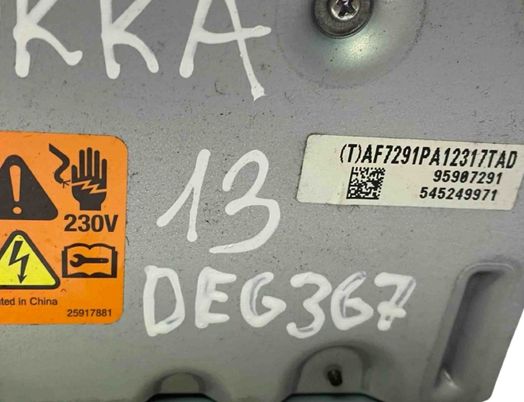 KKA
(T)AF7291PA12317TAD
95907291
545249971
230V
13
DEG367
ted in China
25917881